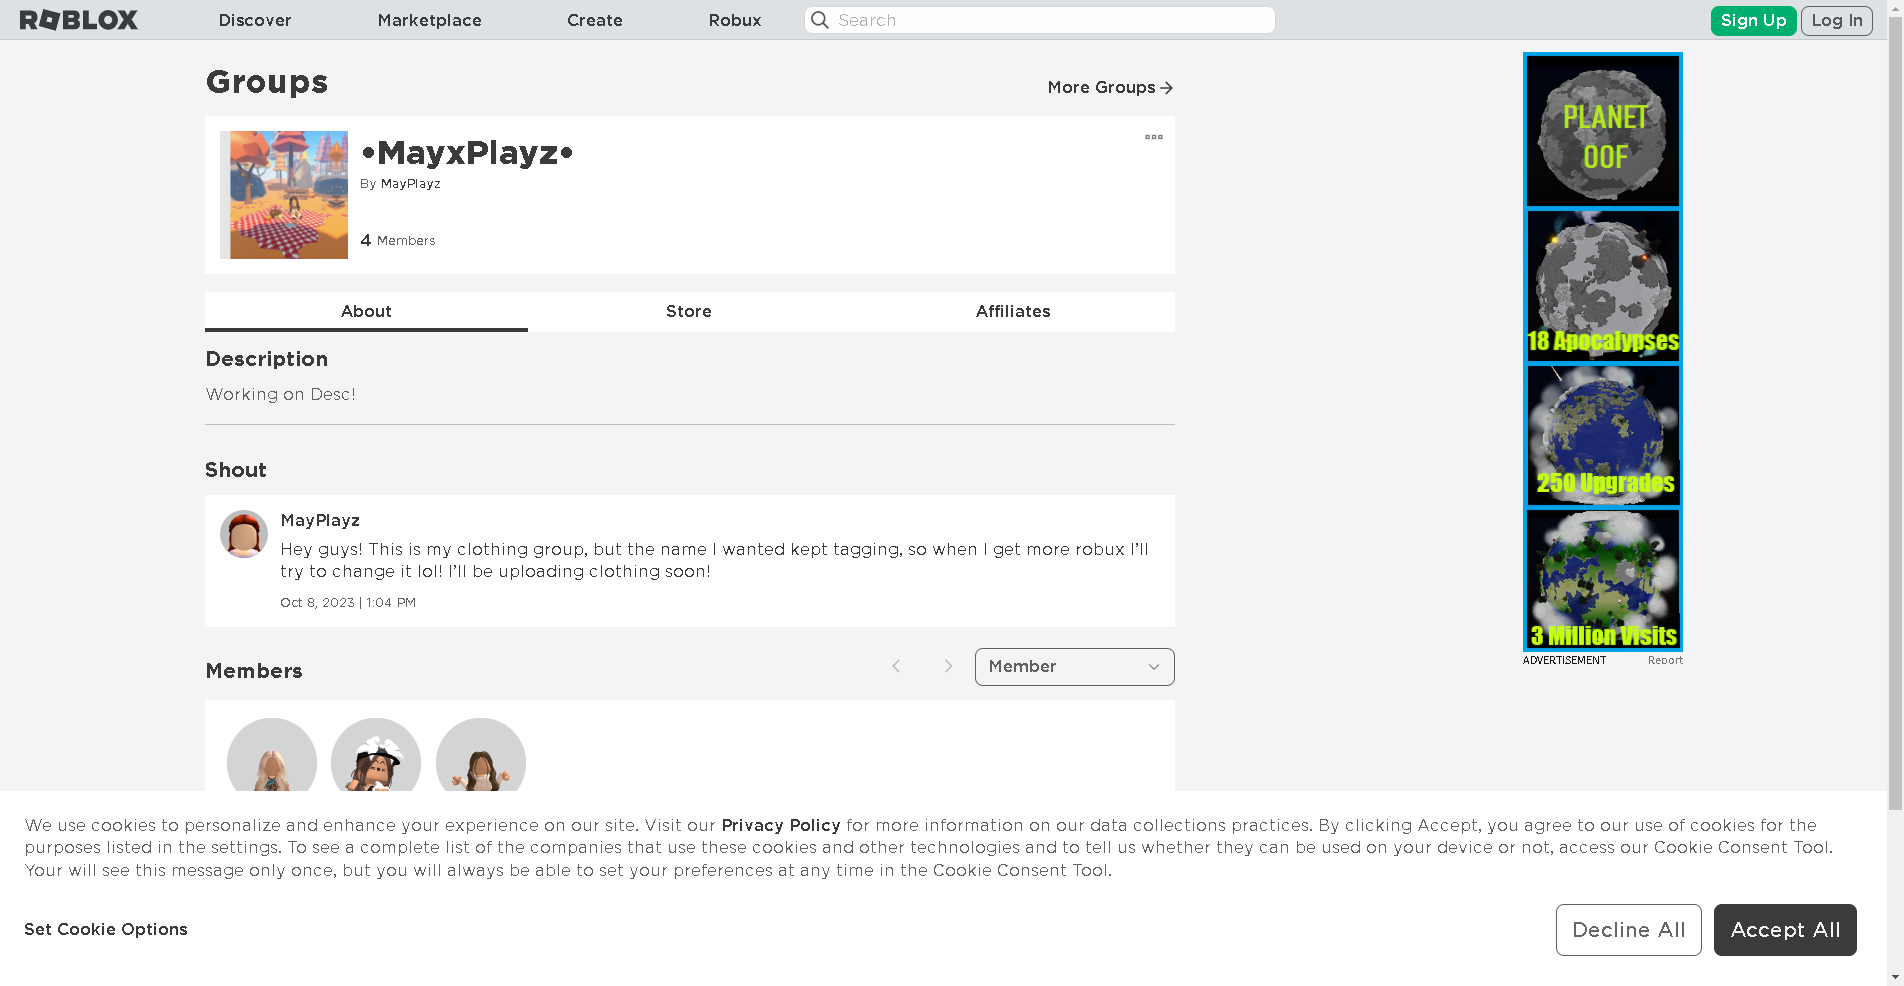 ROBLOX
Discover
Marketplace
Create
Robux
Search
Sign Up
Log In
Groups
More Groups
•MayxPlayz•
By MayPlayz
4 Members
About
Store
Affiliates
Description
Working on Desc!
Shout
MayPlayz
Hey guys! This is my clothing group, but the name I wanted kept tagging, so when I get more robux I’ll
try to change it lol! I’ll be uploading clothing soon!
Oct 8, 2023 | 1:04 PM
Members
Member
PLANET
OOF
18 Apocalypses
250 Upgrades
3 Million Visits
ADVERTISEMENT
Report
We use cookies to personalize and enhance your experience on our site. Visit our Privacy Policy for more information on our data collections practices. By clicking Accept, you agree to our use of cookies for the
purposes listed in the settings. To see a complete list of the companies that use these cookies and other technologies and to tell us whether they can be used on your device or not, access our Cookie Consent Tool.
Your will see this message only once, but you will always be able to set your preferences at any time in the Cookie Consent Tool.
Set Cookie Options
Decline All
Accept All